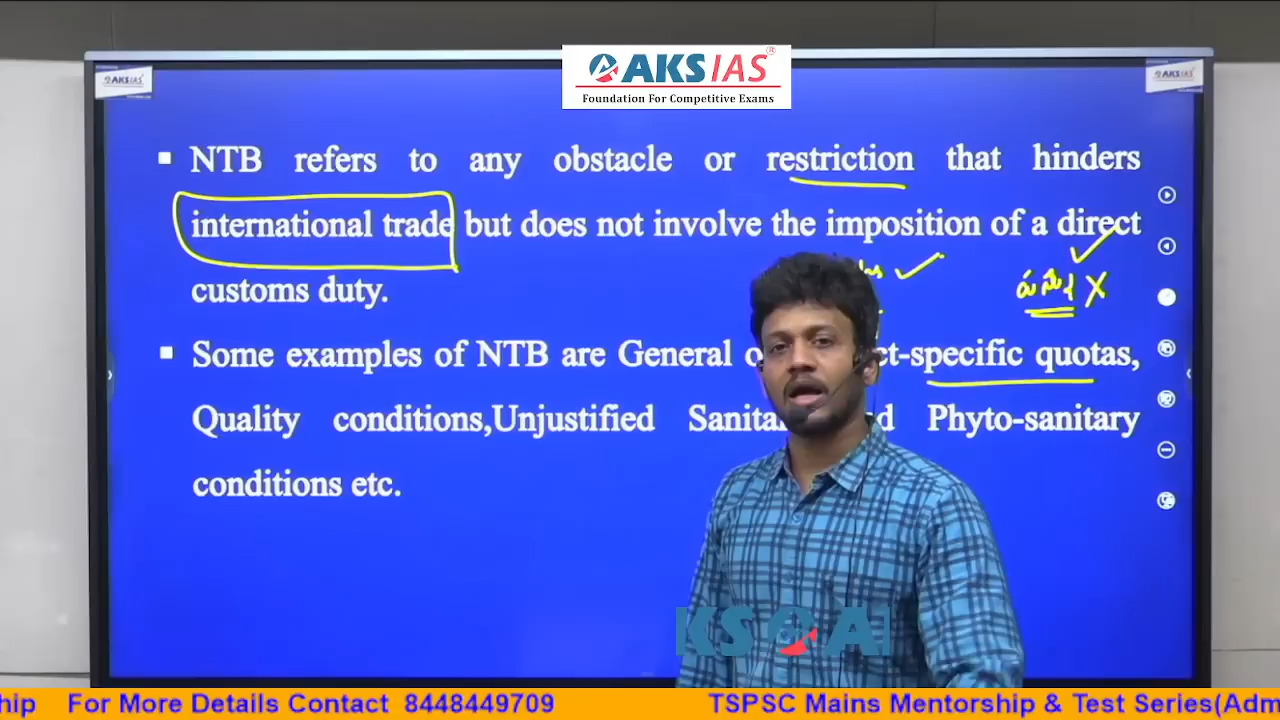 AKS IAS®
Foundation For Competitive Exams
AKS IAS
AKS IAS
▪ NTB refers to any obstacle or restriction that hinders
international trade but does not involve the imposition of a direct
customs duty.
▪ Some examples of NTB are General o ct-specific quotas,
Quality conditions,Unjustified Sanita d Phyto-sanitary
conditions etc.
hip For More Details Contact 8448449709 TSPSC Mains Mentorship & Test Series(Adm